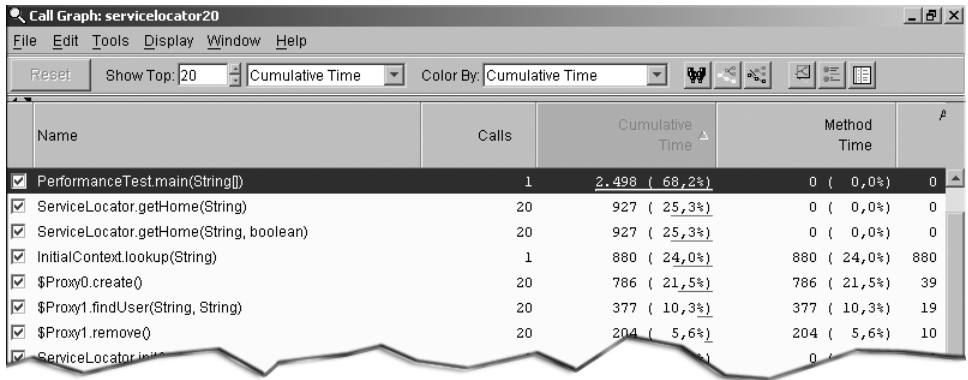 Call Graph: servicelocator20
File Edit Tools Display Window Help
Reset Show Top: 20 Cumulative Time Color By: Cumulative Time
Name Calls Cumulative Time Method Time
PerformanceTest.main(String[]) 1 2.498 ( 68,2%) 0 ( 0,0%) 0
ServiceLocator.getHome(String) 20 927 ( 25,3%) 0 ( 0,0%) 0
ServiceLocator.getHome(String, boolean) 20 927 ( 25,3%) 0 ( 0,0%) 0
InitialContext.lookup(String) 1 880 ( 24,0%) 880 ( 24,0%) 880
$Proxy0.create() 20 786 ( 21,5%) 786 ( 21,5%) 39
$Proxy1.findUser(String, String) 20 377 ( 10,3%) 377 ( 10,3%) 19
$Proxy1.remove() 20 204 ( 5,6%) 204 ( 5,6%) 10